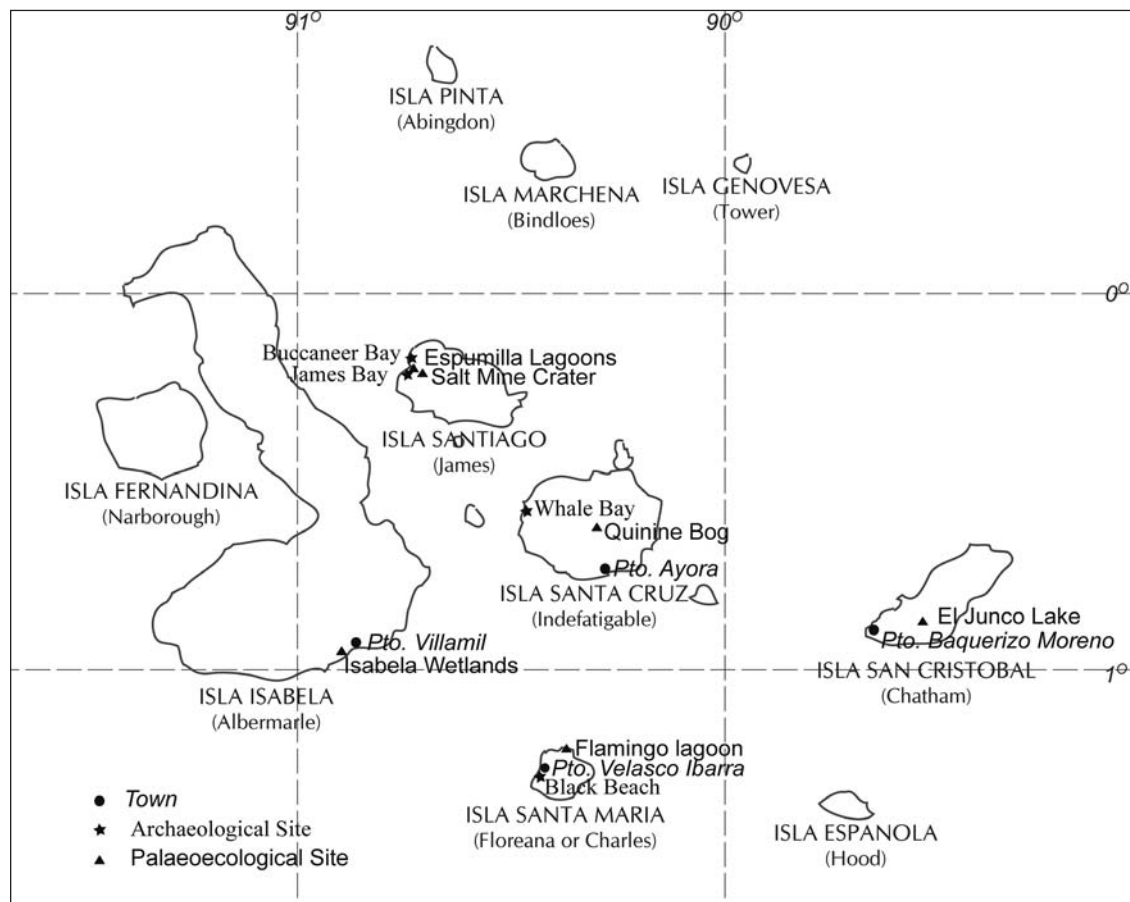 91°
90°
ISLA PINTA
(Abingdon)
ISLA MARCHENA
(Bindloes)
ISLA GENOVESA
(Tower)
0°
Buccaneer Bay
Espumilla Lagoons
James Bay
Salt Mine Crater
ISLA SANTIAGO
(James)
ISLA FERNANDINA
(Narborough)
Whale Bay
Quinine Bog
Pto. Ayora
ISLA SANTA CRUZ
(Indefatigable)
El Junco Lake
Pto. Baquerizo Moreno
ISLA SAN CRISTOBAL
(Chatham)
1°
Pto. Villamil
Isabela Wetlands
ISLA ISABELA
(Albermarle)
Flamingo lagoon
Pto. Velasco Ibarra
Black Beach
ISLA SANTA MARIA
(Floreana or Charles)
ISLA ESPANOLA
(Hood)
Town
Archaeological Site
Palaeoecological Site